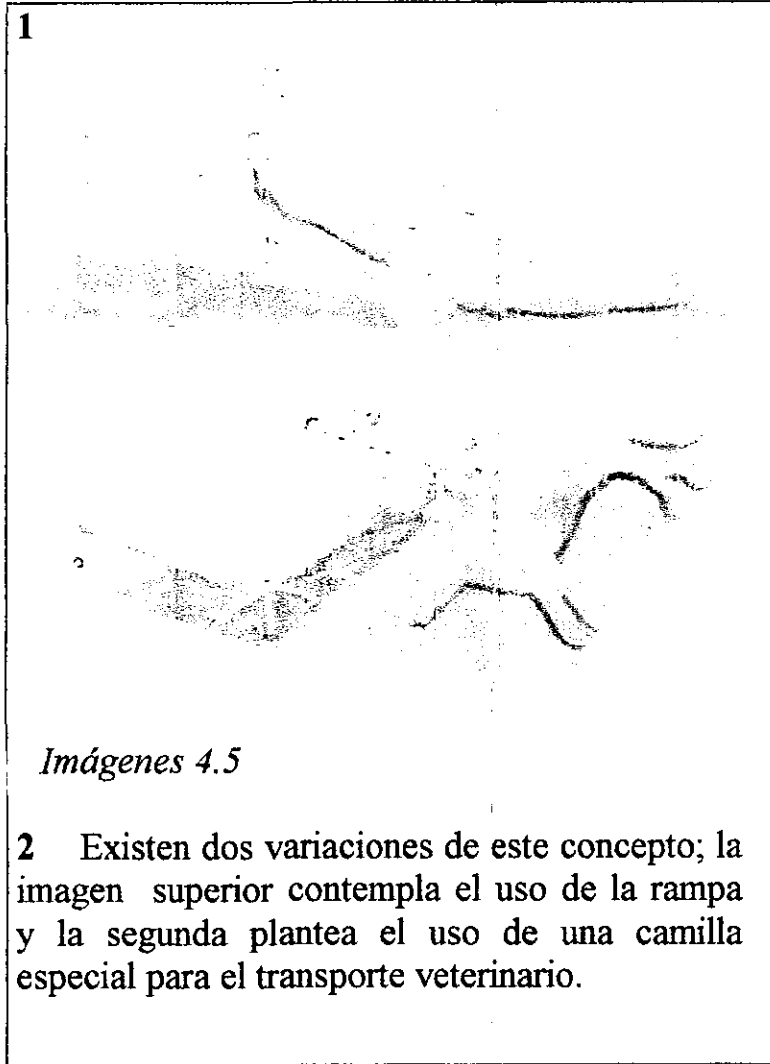 1
Imágenes 4.5
2 Existen dos variaciones de este concepto; la
imagen superior contempla el uso de la rampa
y la segunda plantea el uso de una camilla
especial para el transporte veterinario.